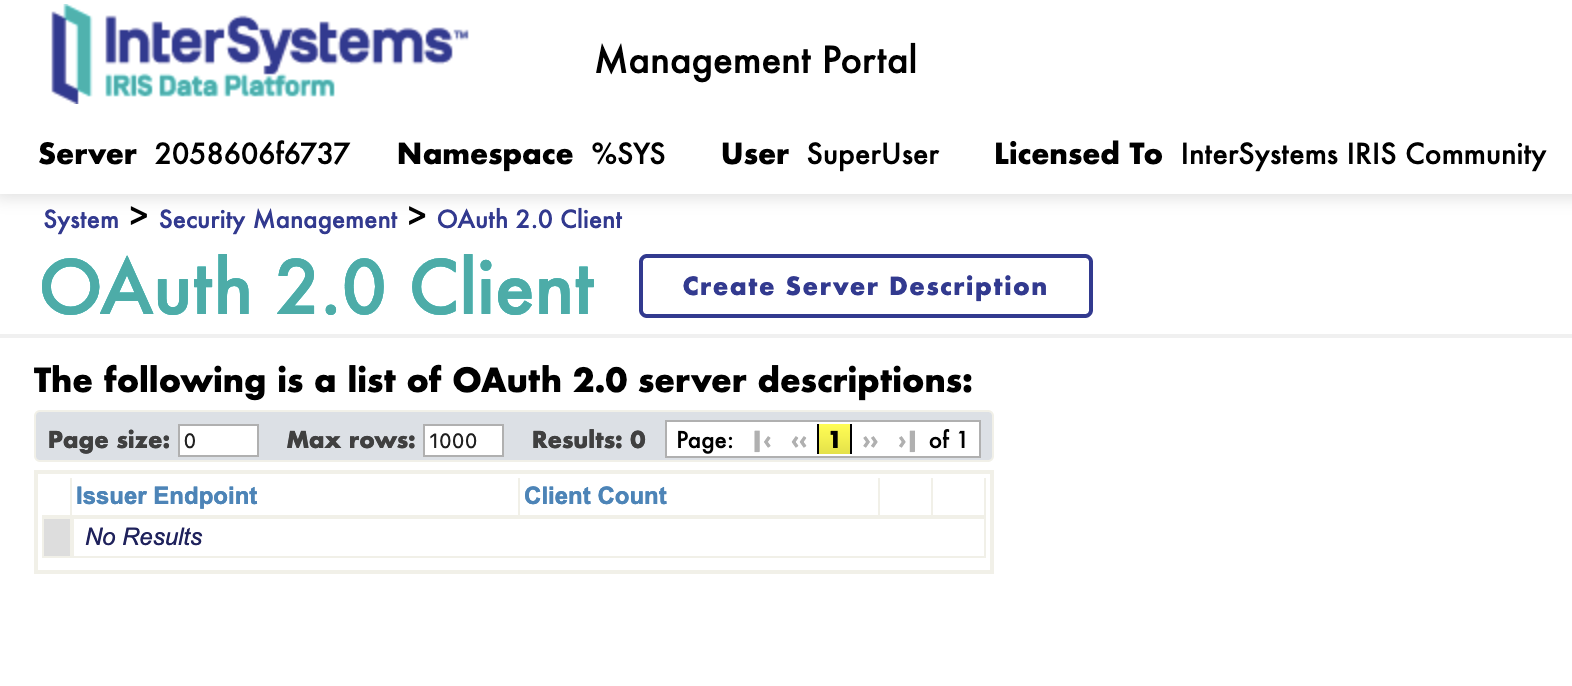 InterSystems™
IRIS Data Platform
Management Portal
Server 2058606f6737 Namespace %SYS User SuperUser Licensed To InterSystems IRIS Community
System > Security Management > OAuth 2.0 Client
OAuth 2.0 Client Create Server Description
The following is a list of OAuth 2.0 server descriptions:
Page size: 0 Max rows: 1000 Results: 0 Page: |‹ ‹‹ 1 ›› ›| of 1
Issuer Endpoint Client Count
No Results